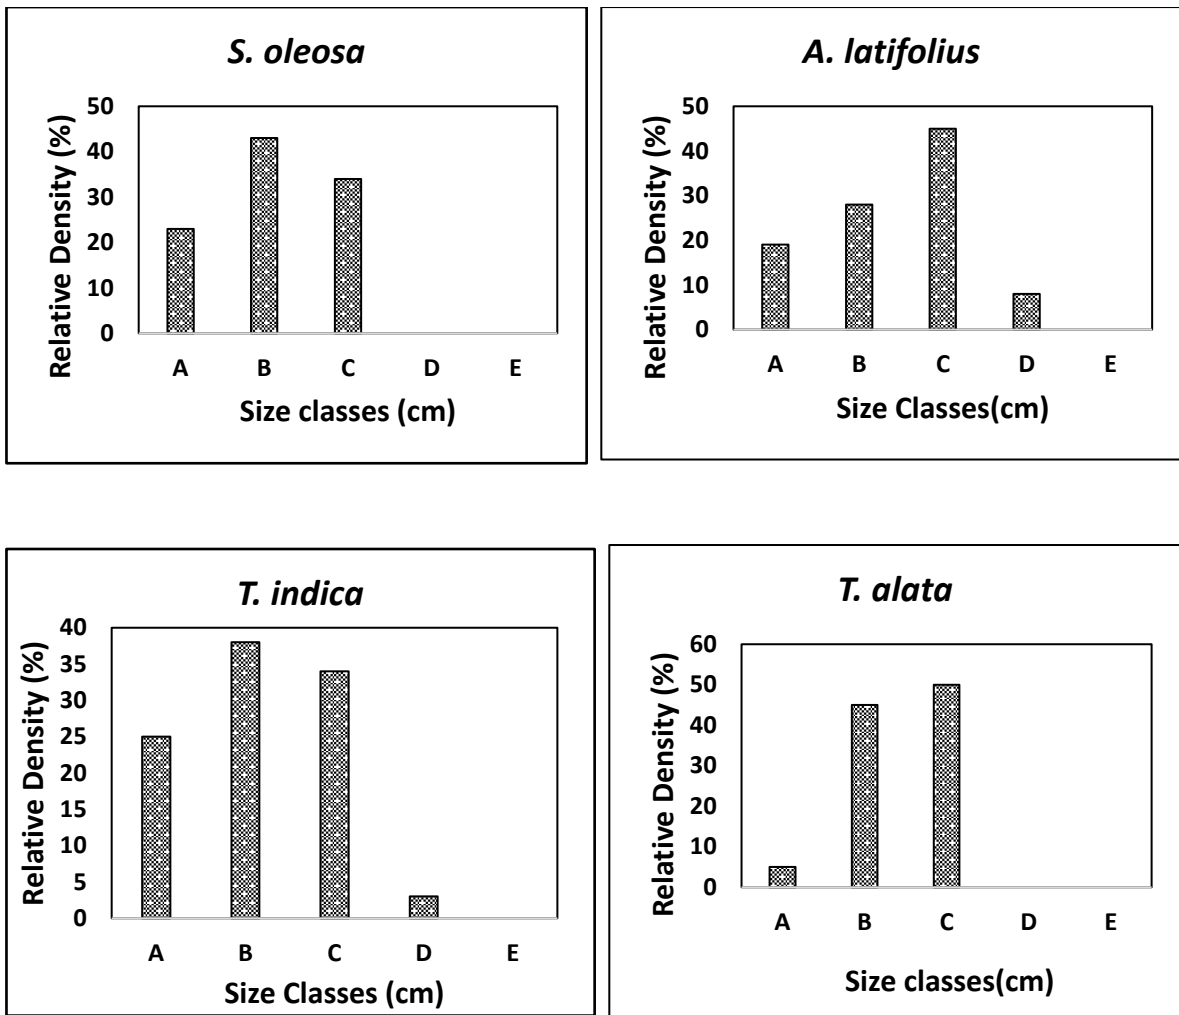 S. oleosa
Relative Density (%)
50
40
30
20
10
0
A B C D E
Size classes (cm)
A. latifolius
Relative Density (%)
50
40
30
20
10
0
A B C D E
Size Classes(cm)
T. indica
Relative Density (%)
40
35
30
25
20
15
10
5
0
A B C D E
Size Classes (cm)
T. alata
Relative Density (%)
60
50
40
30
20
10
0
A B C D E
Size classes(cm)